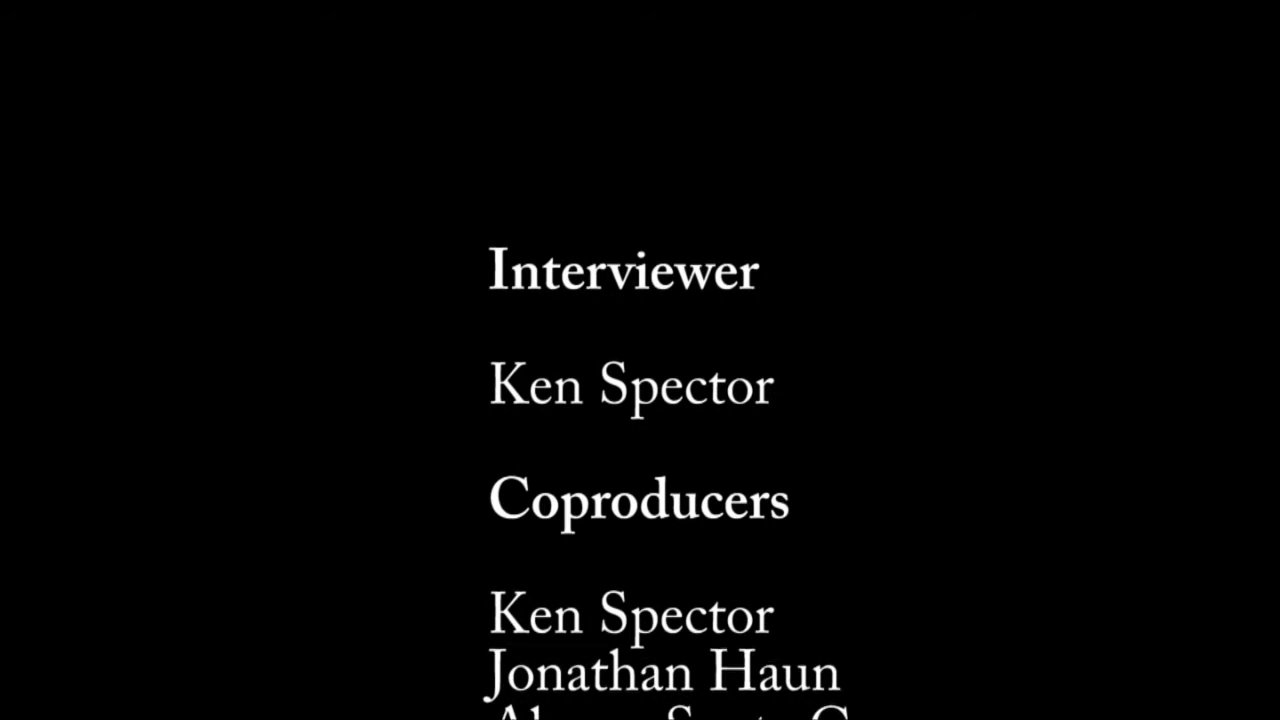 Interviewer
Ken Spector
Coproducers
Ken Spector
Jonathan Haun